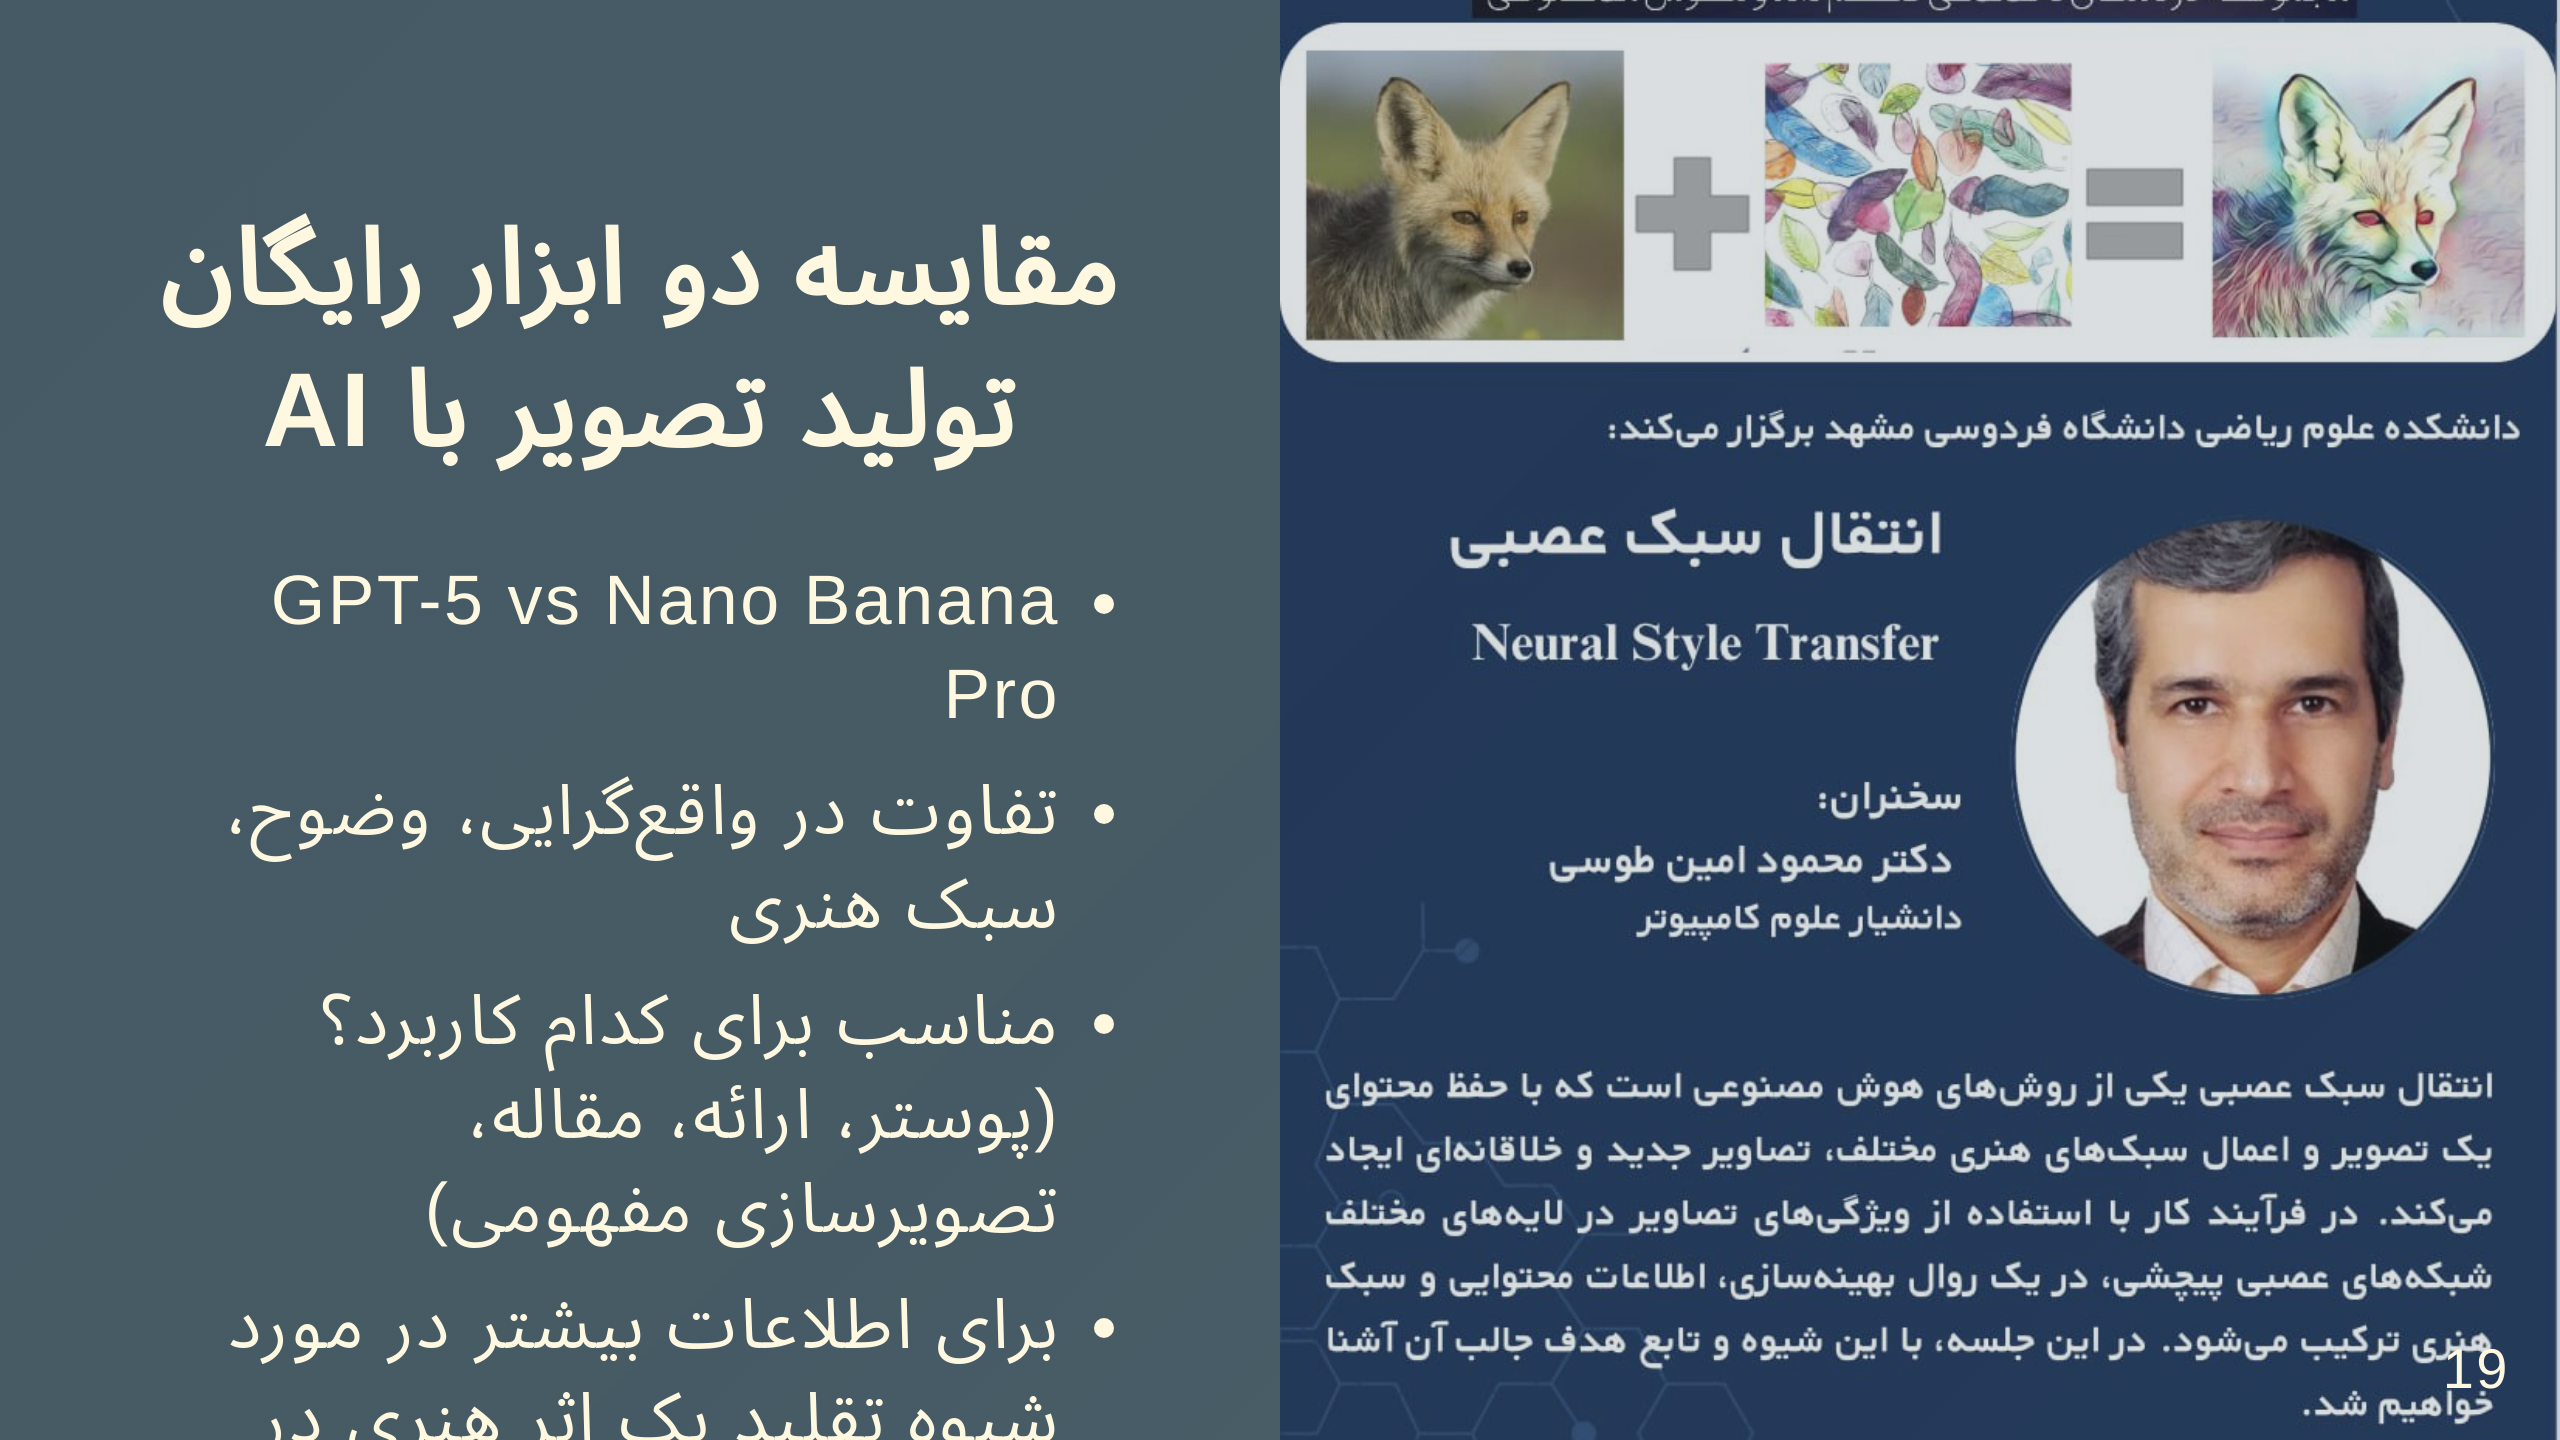 مقایسه دو ابزار رایگان
تولید تصویر با AI
• GPT-5 vs Nano Banana
Pro
• تفاوت در واقع‌گرایی، وضوح،
سبک هنری
• مناسب برای کدام کاربرد؟
(پوستر، ارائه، مقاله،
تصویرسازی مفهومی)
• برای اطلاعات بیشتر در مورد
شیوه تقلید یک اثر هنری در
دانشکده علوم ریاضی دانشگاه فردوسی مشهد برگزار می‌کند:
انتقال سبک عصبی
Neural Style Transfer
سخنران:
دکتر محمود امین طوسی
دانشیار علوم کامپیوتر
انتقال سبک عصبی یکی از روش‌های هوش مصنوعی است که با حفظ محتوای
یک تصویر و اعمال سبک‌های هنری مختلف، تصاویر جدید و خلاقانه‌ای ایجاد
می‌کند. در فرآیند کار با استفاده از ویژگی‌های تصاویر در لایه‌های مختلف
شبکه‌های عصبی پیچشی، در یک روال بهینه‌سازی، اطلاعات محتوایی و سبک
هنری ترکیب می‌شود. در این جلسه، با این شیوه و تابع هدف جالب آن آشنا
خواهیم شد.
19